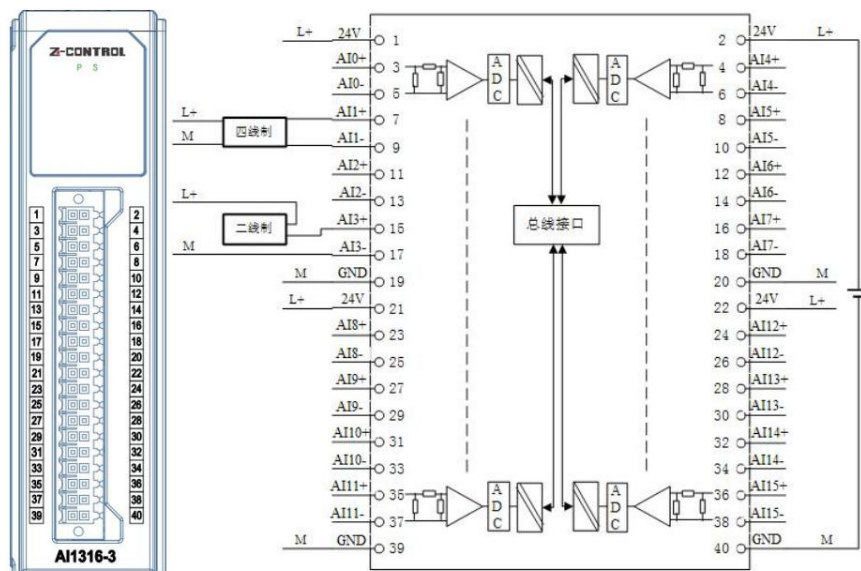 Z-CONTROL
P S
1 2
3 4
5 6
7 8
9 10
11 12
13 14
15 16
17 18
19 20
21 22
23 24
25 26
27 28
29 30
31 32
33 34
35 36
37 38
39 40
AI1316-3
L+ 24V 1
AI0+ 3
AI0- 5
L+ AI1+ 7
四线制
M AI1- 9
AI2+ 11
L+ AI2- 13
二线制
AI3+ 15
M AI3- 17
M GND 19
L+ 24V 21
AI8+ 23
AI8- 25
AI9+ 27
AI9- 29
AI10+ 31
AI10- 33
AI11+ 35
AI11- 37
M GND 39
ADC
ADC
总线接口
ADC
ADC
2 24V L+
4 AI4+
6 AI4-
8 AI5+
10 AI5-
12 AI6+
14 AI6-
16 AI7+
18 AI7-
20 GND M
22 24V L+
24 AI12+
26 AI12-
28 AI13+
30 AI13-
32 AI14+
34 AI14-
36 AI15+
38 AI15-
40 GND M